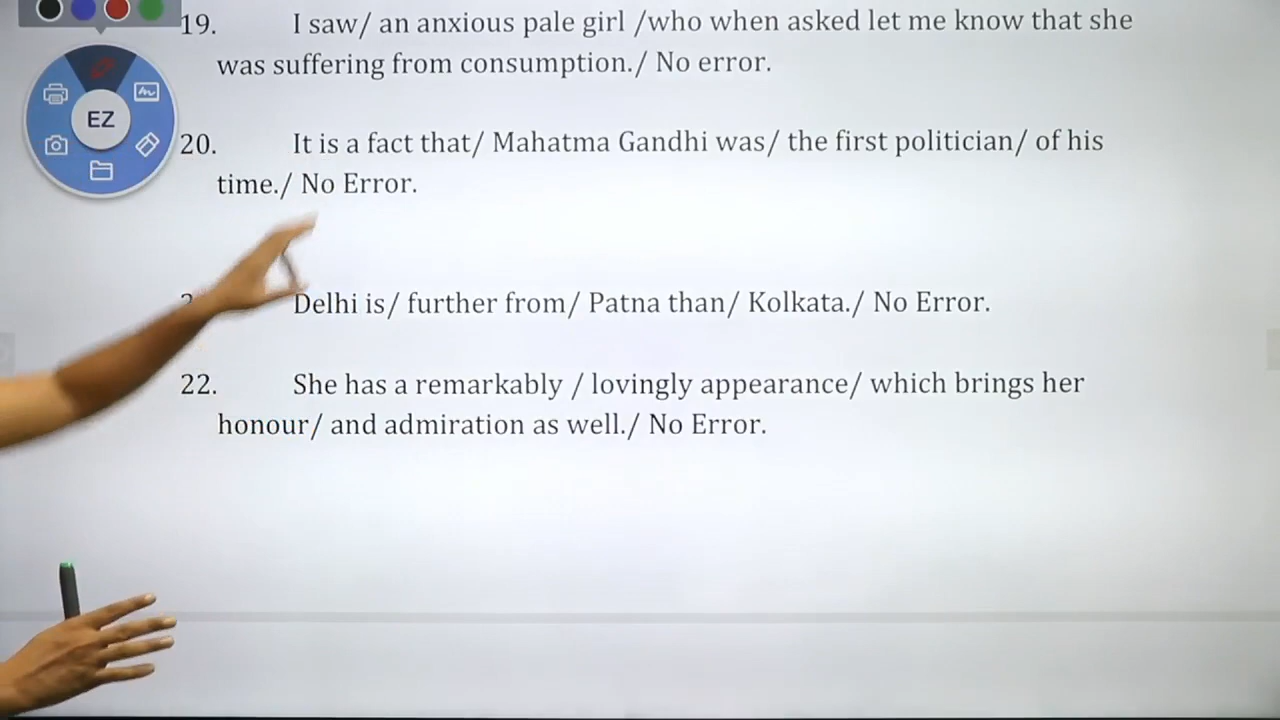 19. I saw/ an anxious pale girl /who when asked let me know that she
was suffering from consumption./ No error.
EZ
20. It is a fact that/ Mahatma Gandhi was/ the first politician/ of his
time./ No Error.
Delhi is/ further from/ Patna than/ Kolkata./ No Error.
22. She has a remarkably / lovingly appearance/ which brings her
honour/ and admiration as well./ No Error.